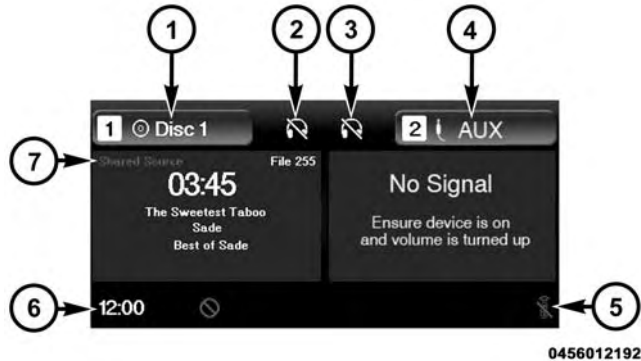 1 2 3 4
1 Disc 1
2 AUX
7
Shared Source File 255
03:45
The Sweetest Taboo
Sade
Best of Sade
No Signal
Ensure device is on
and volume is turned up
6 12:00 5
0456012192